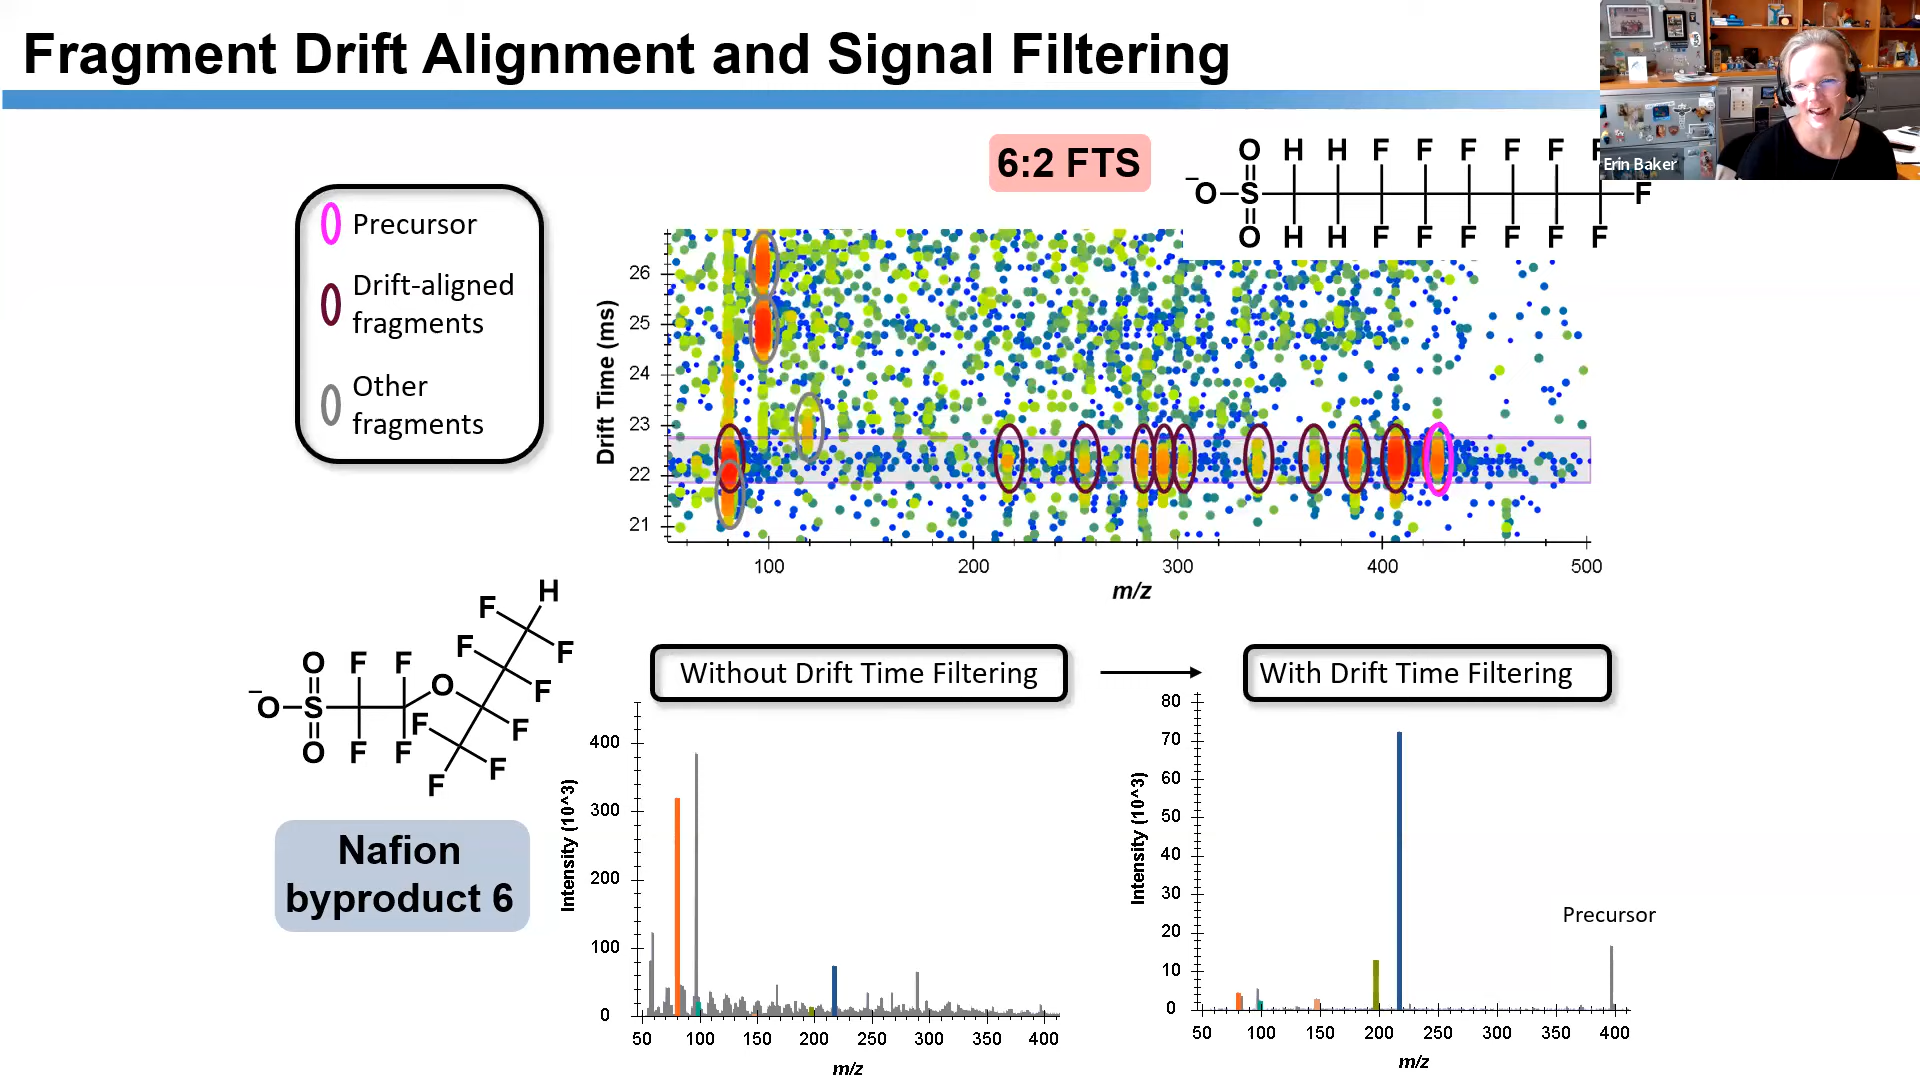 Fragment Drift Alignment and Signal Filtering
Erin Baker
6:2 FTS
O H H F F F F F F
−O S F
O H H F F F F F F
Precursor
Drift-aligned
fragments
Other
fragments
Drift Time (ms)
26
25
24
23
22
21
100 200 300 400 500
m/z
H
F
F F
O F F F
−O S O F
F F
O F F F
F
Nafion
byproduct 6
Without Drift Time Filtering
With Drift Time Filtering
Intensity (10^3)
400
300
200
100
0
50 100 150 200 250 300 350 400
m/z
Intensity (10^3)
80
70
60
50
40
30
20
10
0
Precursor
50 100 150 200 250 300 350 400
m/z